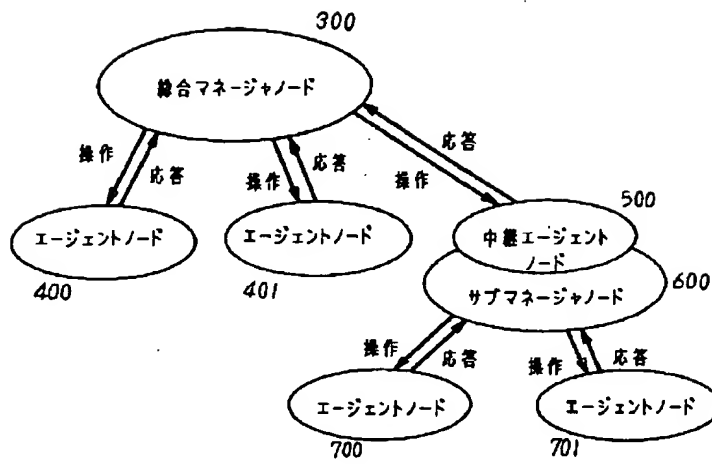 300
綜合マネージャノード
操作
応答
操作
応答
操作
応答
エージェントノード
400
エージェントノード
401
500
中継エージェント
ノード
サブマネージャノード
600
操作
応答
操作
応答
エージェントノード
700
エージェントノード
701